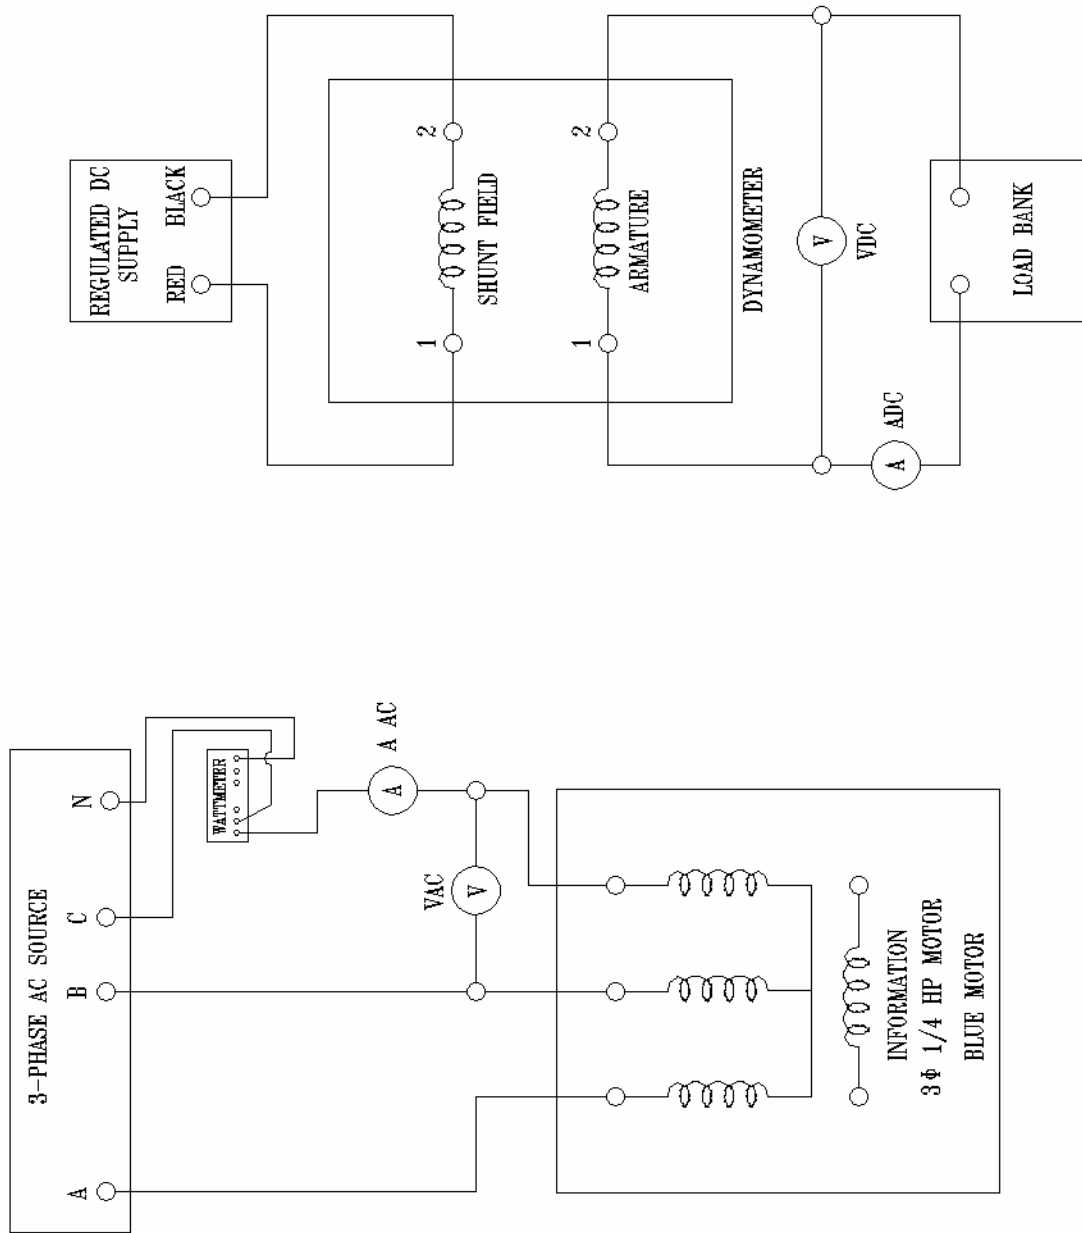 3-PHASE AC SOURCE
A
B
C
N
WATTMETER
A
A AC
VAC
V
INFORMATION
3Φ 1/4 HP MOTOR
BLUE MOTOR
REGULATED DC
SUPPLY
RED
BLACK
1
2
SHUNT FIELD
1
2
ARMATURE
DYNAMOMETER
V
VDC
A
ADC
LOAD BANK